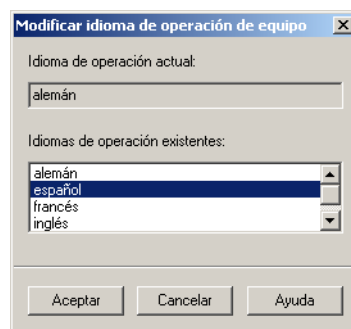 Modificar idioma de operación de equipo
Idioma de operación actual:
alemán
Idiomas de operación existentes:
alemán
español
francés
inglés
Aceptar Cancelar Ayuda